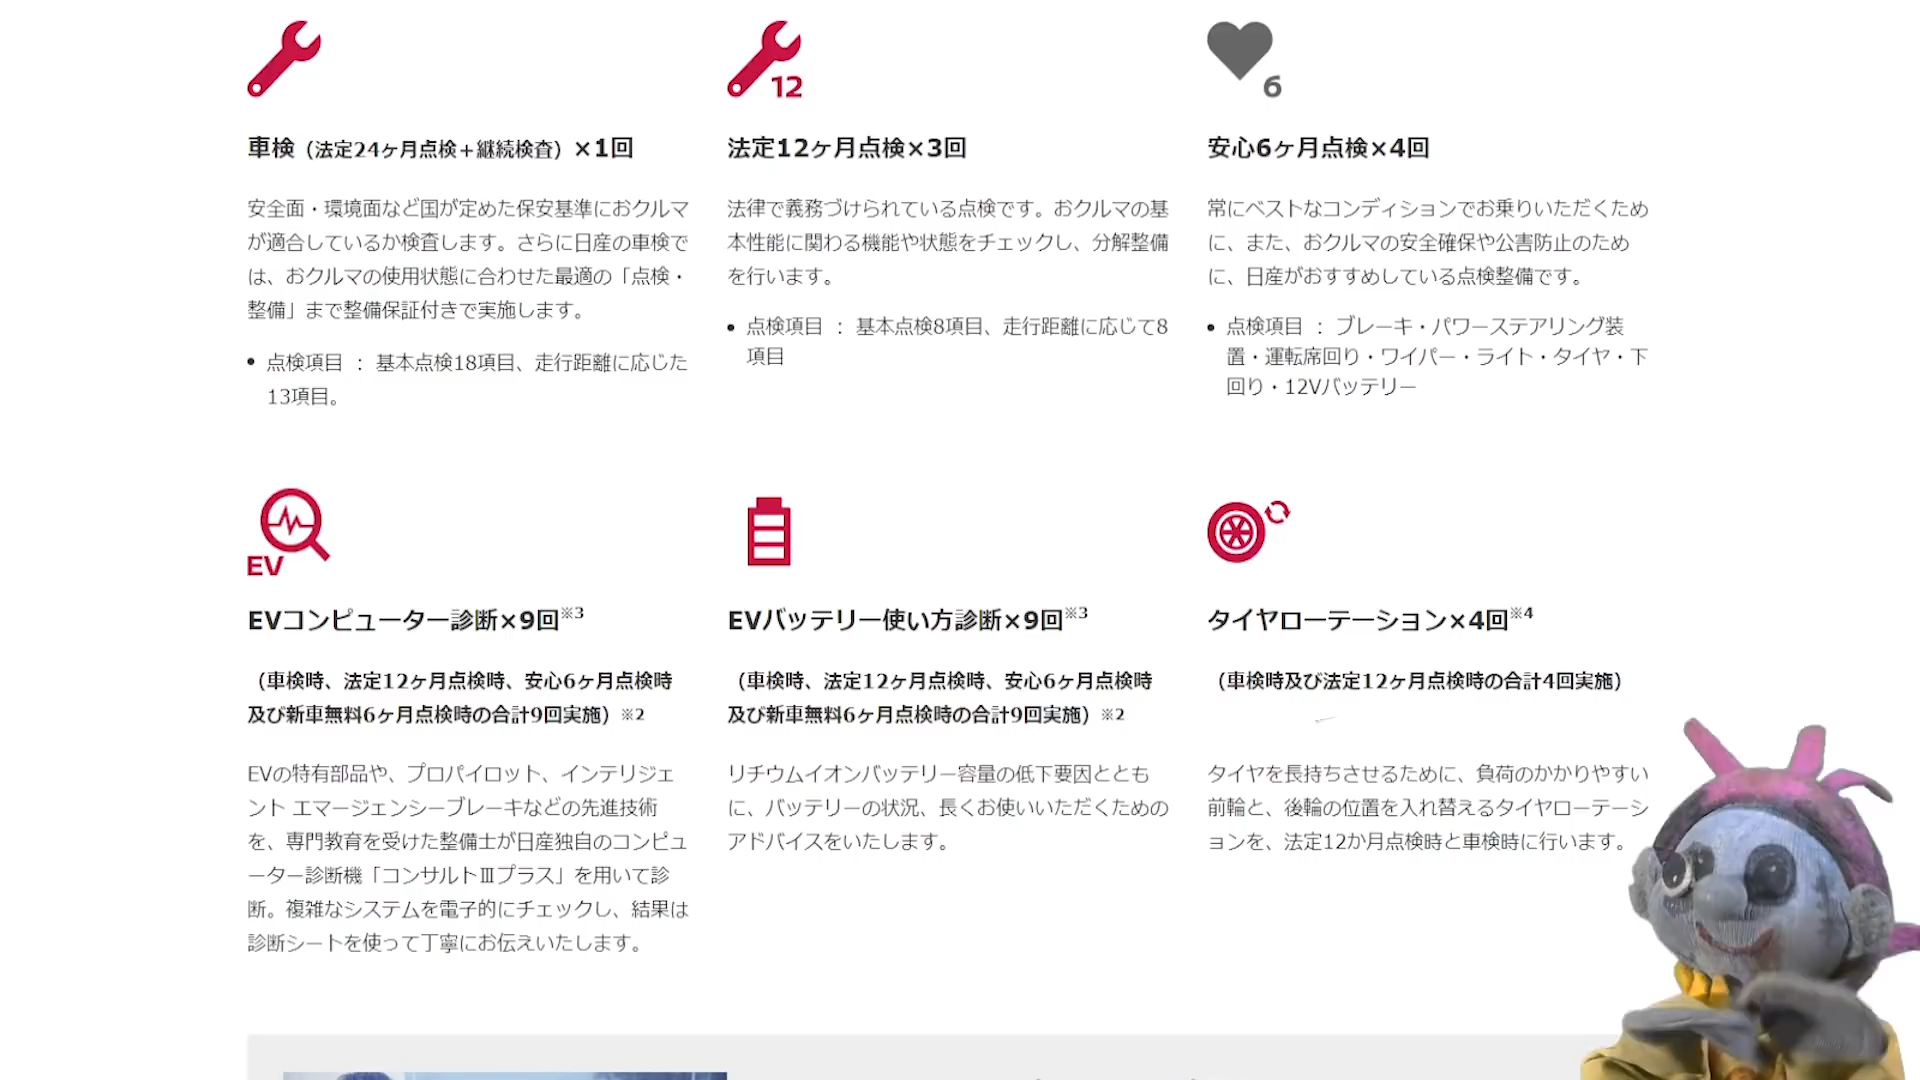 12
6
車検（法定24ヶ月点検＋継続検査）×1回
安全面・環境面など国が定めた保安基準におクルマ
が適合しているか検査します。さらに日産の車検で
は、おクルマの使用状態に合わせた最適の「点検・
整備」まで整備保証付きで実施します。
• 点検項目 ： 基本点検18項目、走行距離に応じた
13項目。
法定12ヶ月点検×3回
法律で義務づけられている点検です。おクルマの基
本性能に関わる機能や状態をチェックし、分解整備
を行います。
• 点検項目 ： 基本点検8項目、走行距離に応じて8
項目
安心6ヶ月点検×4回
常にベストなコンディションでお乗りいただくため
に、また、おクルマの安全確保や公害防止のため
に、日産がおすすめしている点検整備です。
• 点検項目 ： ブレーキ・パワーステアリング装
置・運転席回り・ワイパー・ライト・タイヤ・下
回り・12Vバッテリー
EV
EVコンピューター診断×9回※3
（車検時、法定12ヶ月点検時、安心6ヶ月点検時
及び新車無料6ヶ月点検時の合計9回実施）※2
EVの特有部品や、プロパイロット、インテリジェ
ント エマージェンシーブレーキなどの先進技術
を、専門教育を受けた整備士が日産独自のコンピュ
ーター診断機「コンサルトⅢプラス」を用いて診
断。複雑なシステムを電子的にチェックし、結果は
診断シートを使って丁寧にお伝えいたします。
EVバッテリー使い方診断×9回※3
（車検時、法定12ヶ月点検時、安心6ヶ月点検時
及び新車無料6ヶ月点検時の合計9回実施）※2
リチウムイオンバッテリー容量の低下要因ととも
に、バッテリーの状況、長くお使いいただくための
アドバイスをいたします。
タイヤローテーション×4回※4
（車検時及び法定12ヶ月点検時の合計4回実施）
タイヤを長持ちさせるために、負荷のかかりやすい
前輪と、後輪の位置を入れ替えるタイヤローテーシ
ョンを、法定12か月点検時と車検時に行います。